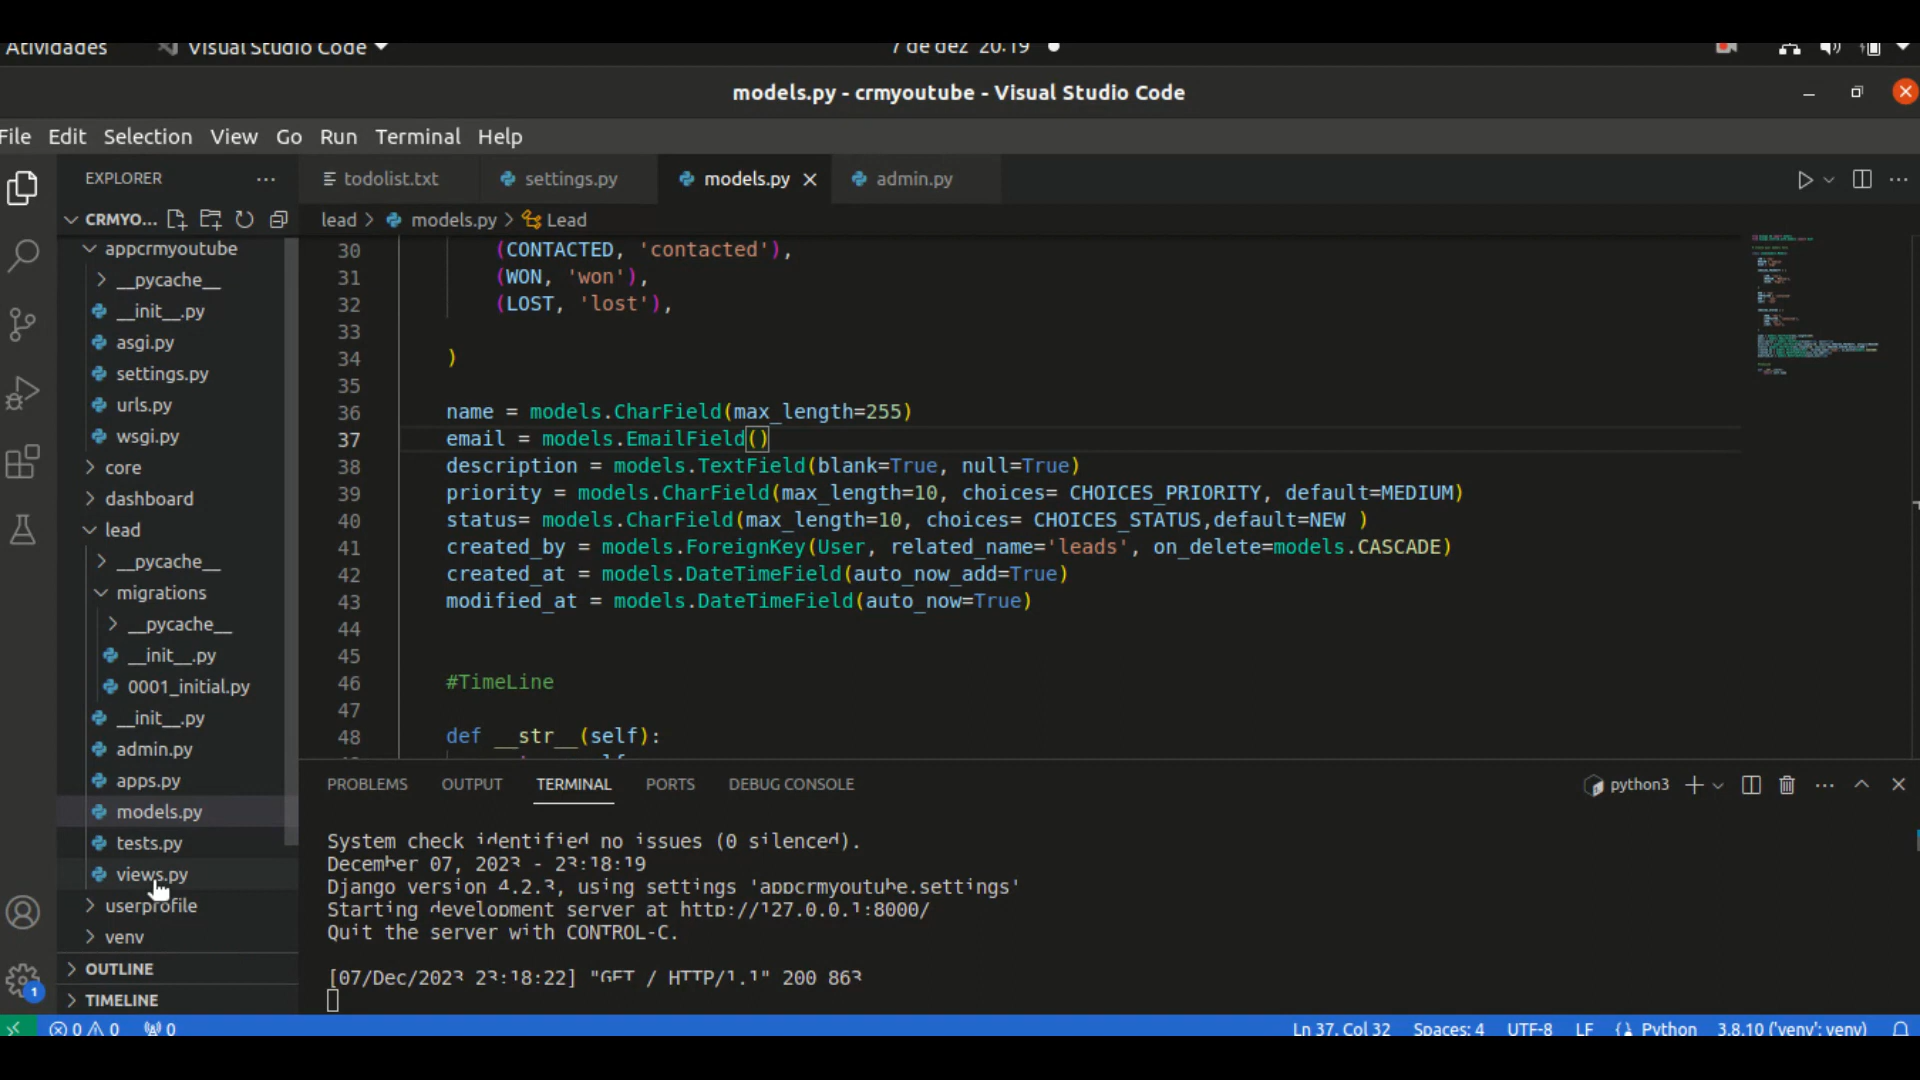 Atividades Visual Studio Code 7 de dez 20:19
models.py - crmyoutube - Visual Studio Code
File Edit Selection View Go Run Terminal Help
EXPLORER
todolist.txt settings.py models.py admin.py
CRMYO...
lead > models.py > Lead
appcrmyoutube
__pycache__
__init__.py
asgi.py
settings.py
urls.py
wsgi.py
core
dashboard
lead
__pycache__
migrations
__pycache__
__init__.py
0001_initial.py
__init__.py
admin.py
apps.py
models.py
tests.py
views.py
userprofile
venv
OUTLINE
TIMELINE
1
30 (CONTACTED, 'contacted'),
31 (WON, 'won'),
32 (LOST, 'lost'),
33
34 )
35
36 name = models.CharField(max_length=255)
37 email = models.EmailField()
38 description = models.TextField(blank=True, null=True)
39 priority = models.CharField(max_length=10, choices= CHOICES_PRIORITY, default=MEDIUM)
40 status= models.CharField(max_length=10, choices= CHOICES_STATUS,default=NEW )
41 created_by = models.ForeignKey(User, related_name='leads', on_delete=models.CASCADE)
42 created_at = models.DateTimeField(auto_now_add=True)
43 modified_at = models.DateTimeField(auto_now=True)
44
45
46 #TimeLine
47
48 def __str__(self):
PROBLEMS OUTPUT TERMINAL PORTS DEBUG CONSOLE python3
System check identified no issues (0 silenced).
December 07, 2023 - 23:18:19
Django version 4.2.3, using settings 'appcrmyoutube.settings'
Starting development server at http://127.0.0.1:8000/
Quit the server with CONTROL-C.
[07/Dec/2023 23:18:22] "GET / HTTP/1.1" 200 863
0 0 0 Ln 37, Col 32 Spaces: 4 UTF-8 LF Python 3.8.10 ('venv': venv)